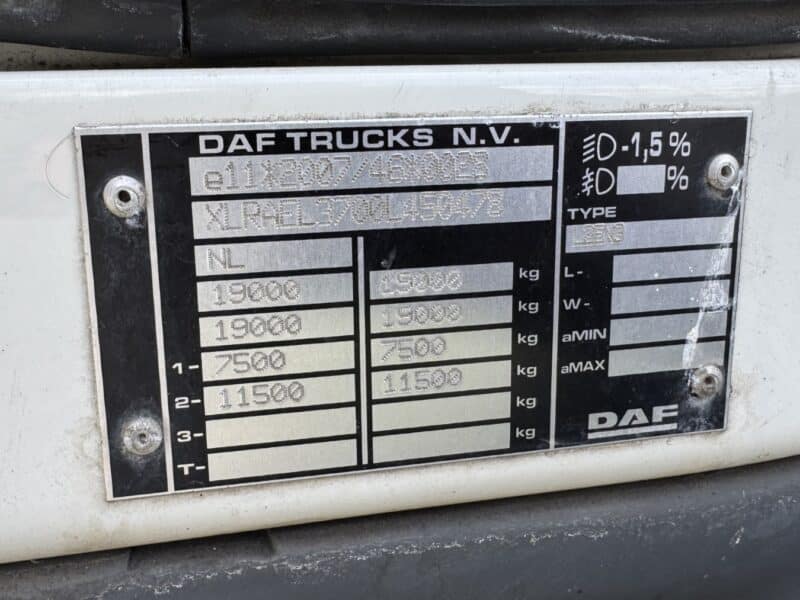 DAF TRUCKS N.V.
e11*2007/46*0023
XLRAEL3700L450478
NL
19000 19000 kg
19000 19000 kg
1- 7500 7500 kg
2- 11500 11500 kg
3- kg
T-
-1,5%
%
TYPE
L-
W-
aMIN
aMAX
DAF